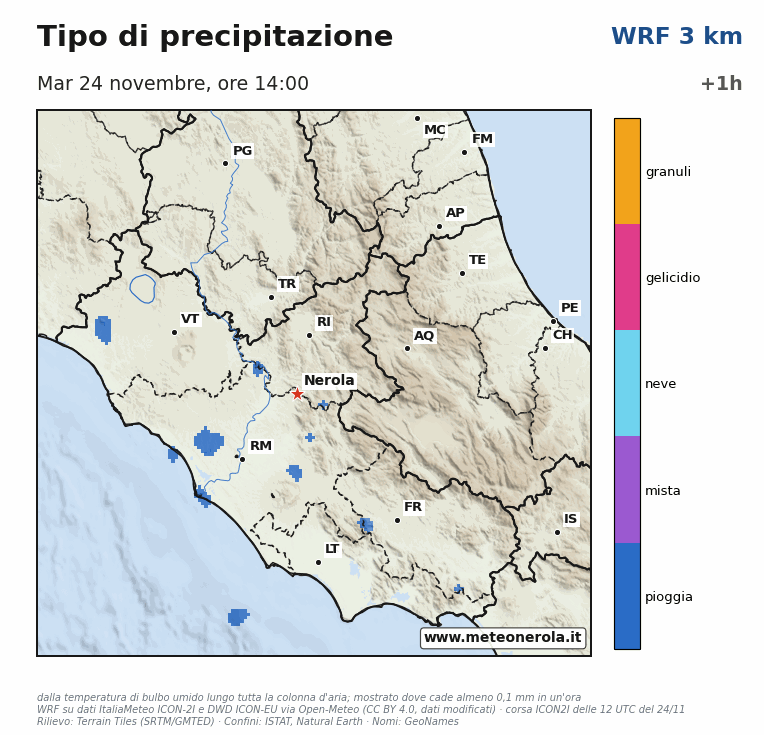 Tipo di precipitazione
WRF 3 km
Mar 24 novembre, ore 14:00
+1h
MC
FM
PG
AP
TE
TR
PE
VT
RI
AQ
CH
Nerola
RM
FR
IS
LT
www.meteonerola.it
granuli
gelicidio
neve
mista
pioggia
dalla temperatura di bulbo umido lungo tutta la colonna d'aria; mostrato dove cade almeno 0,1 mm in un'ora
WRF su dati ItaliaMeteo ICON-2I e DWD ICON-EU via Open-Meteo (CC BY 4.0, dati modificati) · corsa ICON2I delle 12 UTC del 24/11
Rilievo: Terrain Tiles (SRTM/GMTED) · Confini: ISTAT, Natural Earth · Nomi: GeoNames